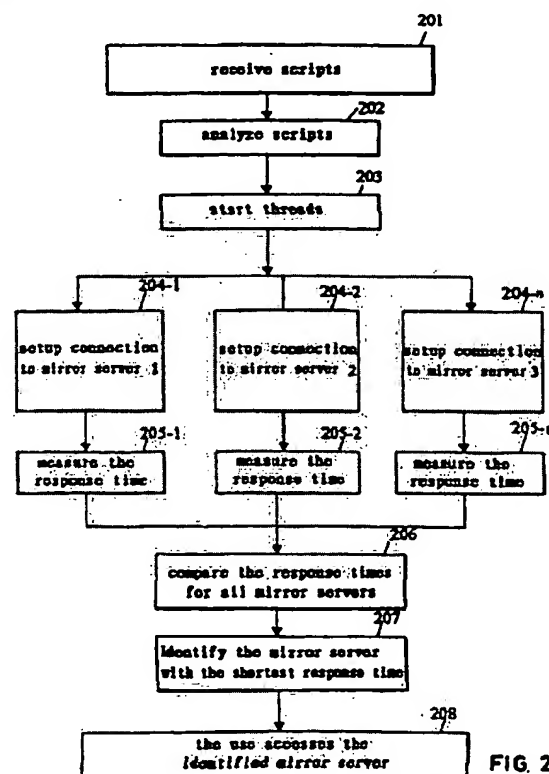 201
receive scripts
202
analyze scripts
203
start threads
204-1
204-2
204-n
setup connection
to mirror server 1
setup connection
to mirror server 2
setup connection
to mirror server 3
205-1
205-2
measure the
response time
measure the
response time
measure the
response time
206
compare the response times
for all mirror servers
207
Identify the mirror server
with the shortest response time
208
the use accesses the
identified mirror server
FIG. 2